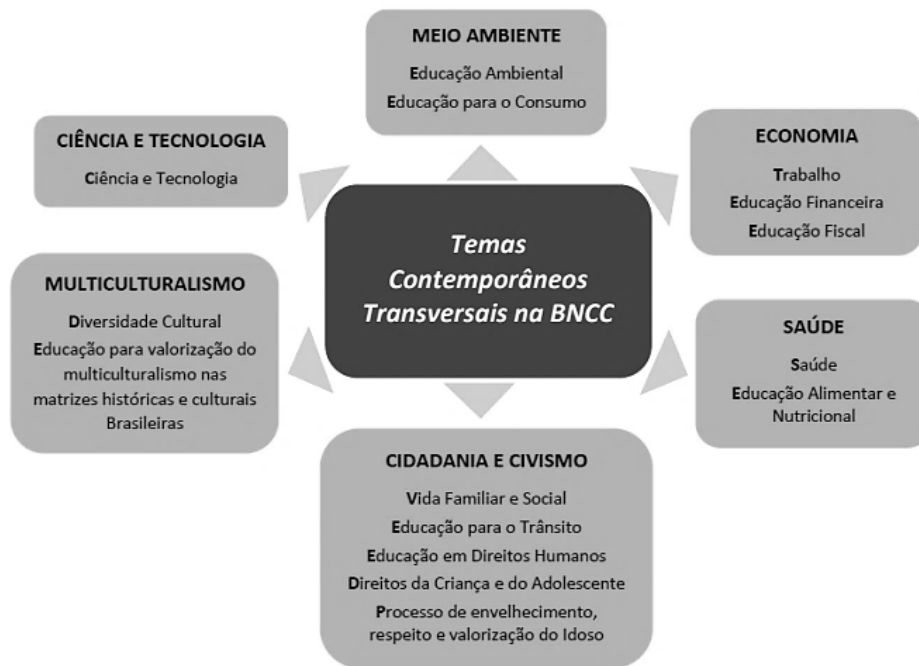 MEIO AMBIENTE
Educação Ambiental
Educação para o Consumo
CIÊNCIA E TECNOLOGIA
Ciência e Tecnologia
ECONOMIA
Trabalho
Educação Financeira
Educação Fiscal
Temas
Contemporâneos
Transversais na BNCC
MULTICULTURALISMO
Diversidade Cultural
Educação para valorização do
multiculturalismo nas
matrizes históricas e culturais
Brasileiras
SAÚDE
Saúde
Educação Alimentar e
Nutricional
CIDADANIA E CIVISMO
Vida Familiar e Social
Educação para o Trânsito
Educação em Direitos Humanos
Direitos da Criança e do Adolescente
Processo de envelhecimento,
respeito e valorização do Idoso